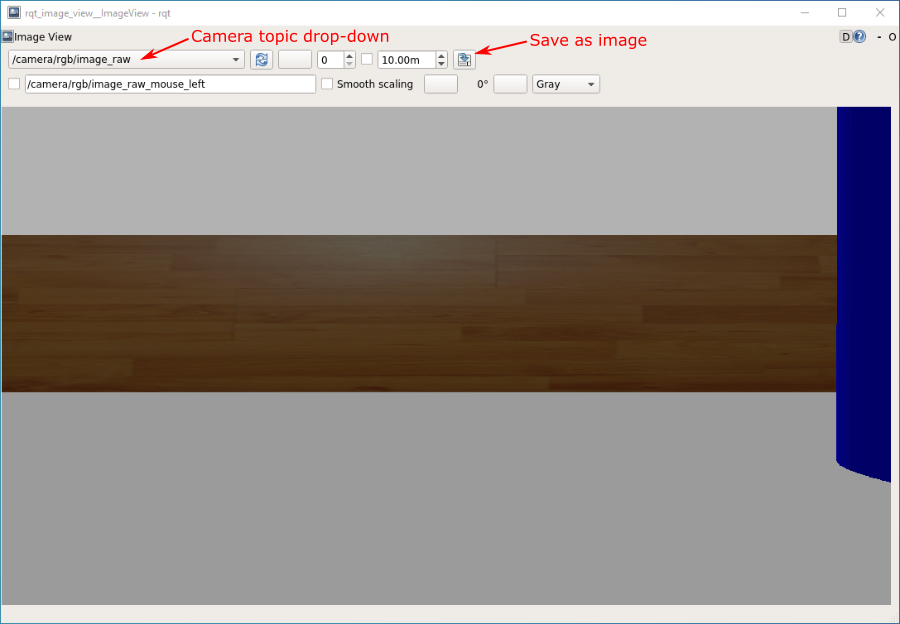 rqt_image_view__ImageView - rqt
Image View
D
?
-
O
Camera topic drop-down
Save as image
/camera/rgb/image_raw
0
10.00m
/camera/rgb/image_raw_mouse_left
Smooth scaling
0°
Gray